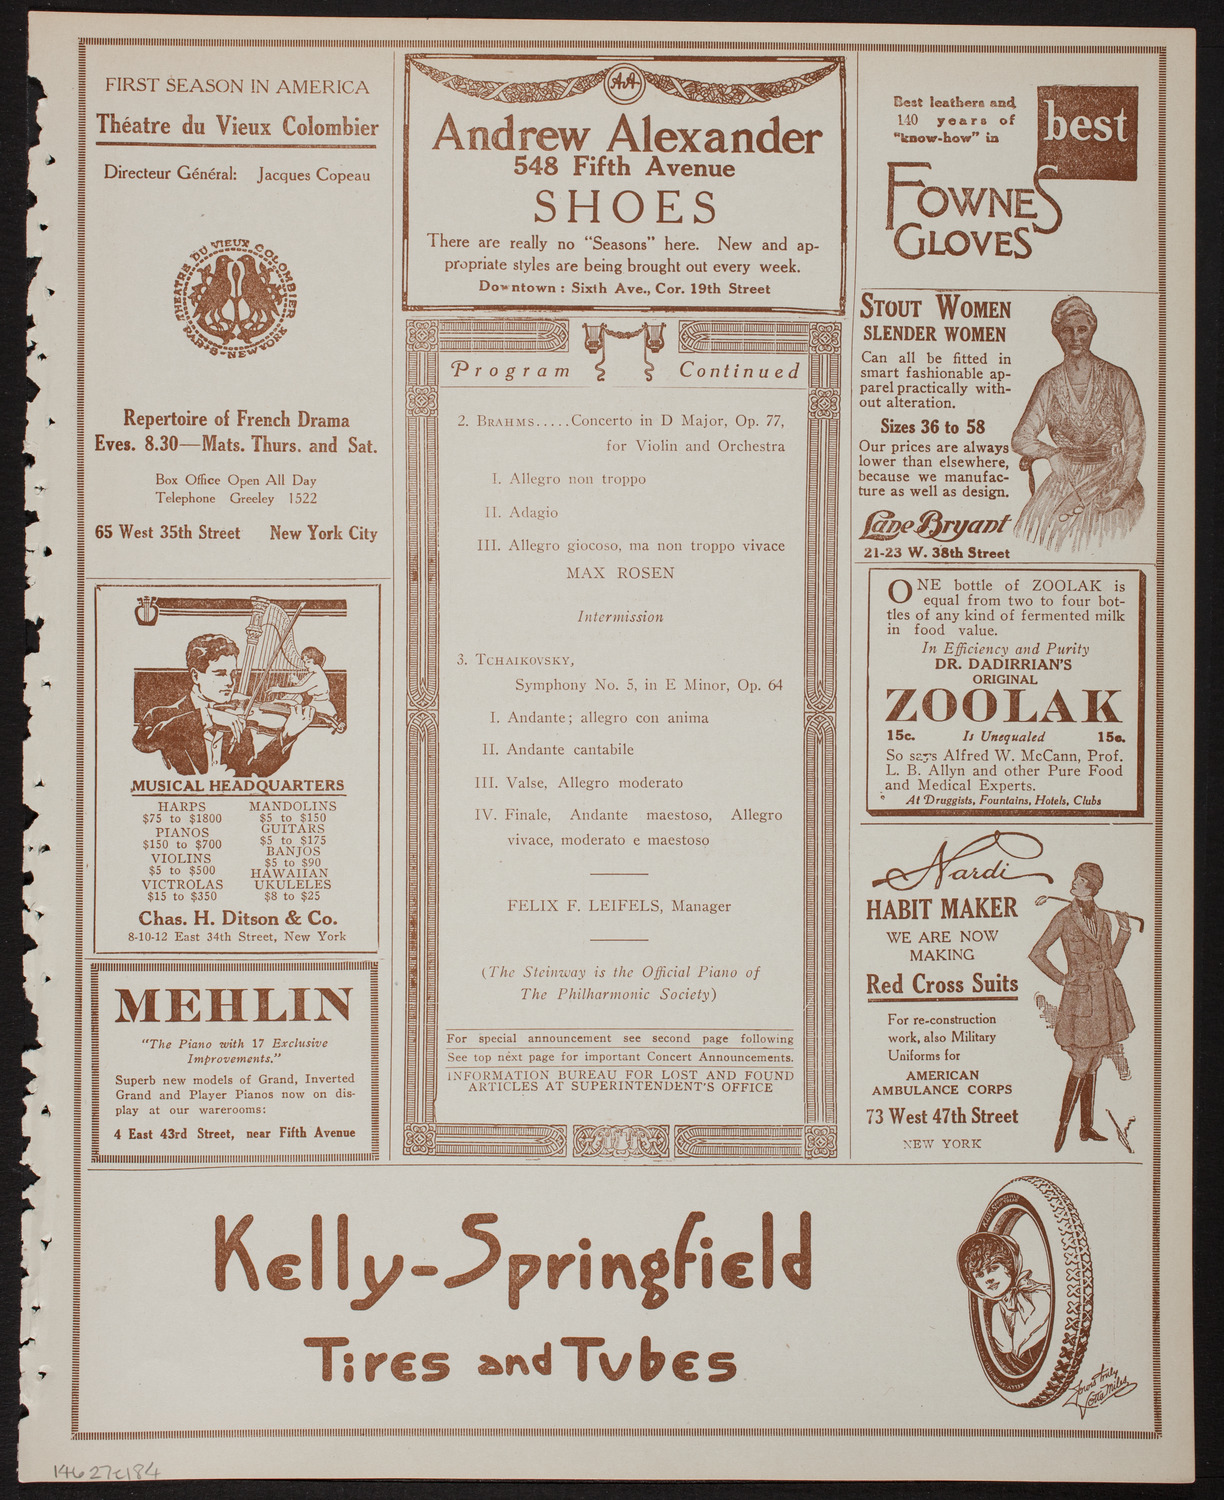 FIRST SEASON IN AMERICA
Théatre du Vieux Colombier
Directeur Général: Jacques Copeau
THEATRE DU VIEUX COLOMBIER
PARIS-NEW YORK
Repertoire of French Drama
Eves. 8.30—Mats. Thurs. and Sat.
Box Office Open All Day
Telephone Greeley 1522
65 West 35th Street New York City
MUSICAL HEADQUARTERS
HARPS
$75 to $1800
PIANOS
$150 to $700
VIOLINS
$5 to $500
VICTROLAS
$15 to $350
MANDOLINS
$5 to $150
GUITARS
$5 to $175
BANJOS
$5 to $90
HAWAIIAN
UKULELES
$8 to $25
Chas. H. Ditson & Co.
8-10-12 East 34th Street, New York
MEHLIN
"The Piano with 17 Exclusive
Improvements."
Superb new models of Grand, Inverted
Grand and Player Pianos now on dis-
play at our warerooms:
4 East 43rd Street, near Fifth Avenue
AA
Andrew Alexander
548 Fifth Avenue
SHOES
There are really no "Seasons" here. New and ap-
propriate styles are being brought out every week.
Downtown: Sixth Ave., Cor. 19th Street
Program Continued
2. BRAHMS.....Concerto in D Major, Op. 77,
for Violin and Orchestra
I. Allegro non troppo
II. Adagio
III. Allegro giocoso, ma non troppo vivace
MAX ROSEN
Intermission
3. TCHAIKOVSKY,
Symphony No. 5, in E Minor, Op. 64
I. Andante; allegro con anima
II. Andante cantabile
III. Valse, Allegro moderato
IV. Finale, Andante maestoso, Allegro
vivace, moderato e maestoso
FELIX F. LEIFELS, Manager
(The Steinway is the Official Piano of
The Philharmonic Society)
For special announcement see second page following
See top next page for important Concert Announcements.
INFORMATION BUREAU FOR LOST AND FOUND
ARTICLES AT SUPERINTENDENT'S OFFICE
Best leathers and
140 years of
"know-how" in
best
FOWNES
GLOVES
STOUT WOMEN
SLENDER WOMEN
Can all be fitted in
smart fashionable ap-
parel practically with-
out alteration.
Sizes 36 to 58
Our prices are always
lower than elsewhere,
because we manufac-
ture as well as design.
Lane Bryant
21-23 W. 38th Street
ONE bottle of ZOOLAK is
equal from two to four bot-
tles of any kind of fermented milk
in food value.
In Efficiency and Purity
DR. DADIRRIAN'S
ORIGINAL
ZOOLAK
15c. Is Unequaled 15c.
So says Alfred W. McCann, Prof.
L. B. Allyn and other Pure Food
and Medical Experts.
At Druggists, Fountains, Hotels, Clubs
Nardi
HABIT MAKER
WE ARE NOW
MAKING
Red Cross Suits
For re-construction
work, also Military
Uniforms for
AMERICAN
AMBULANCE CORPS
73 West 47th Street
NEW YORK
Kelly-Springfield
Tires and Tubes
Yours truly
Lotta Miles
14627c184